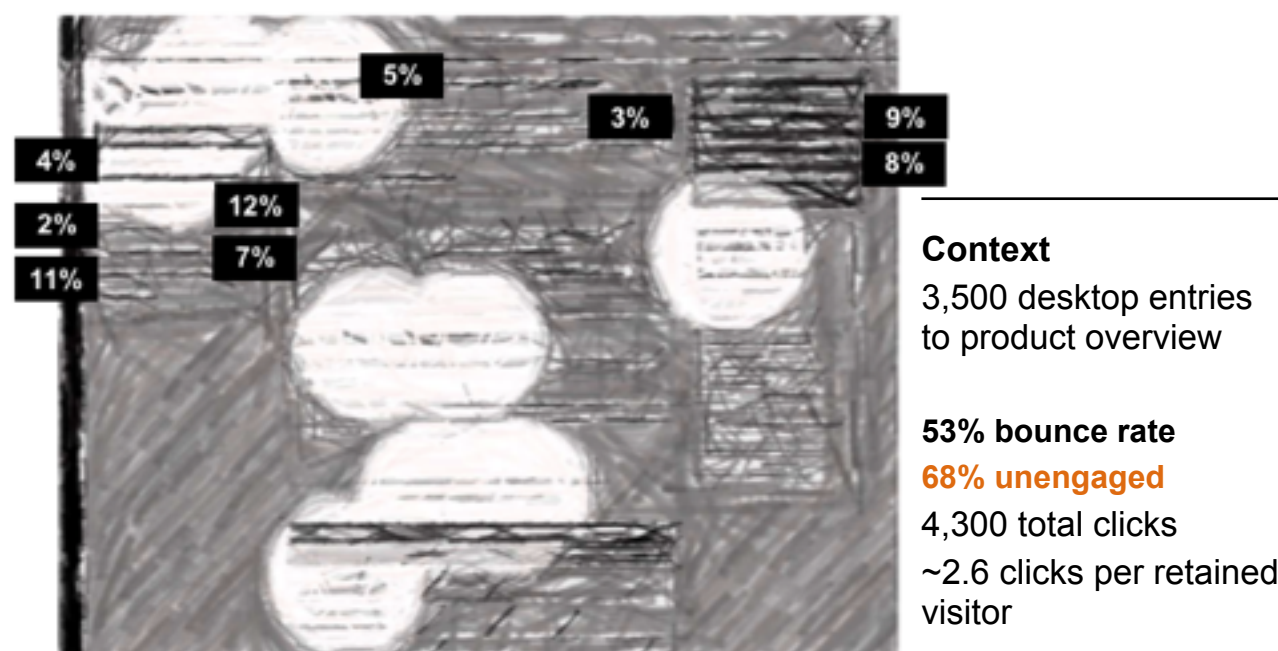 5%
3%
9%
4%
8%
12%
2%
7%
11%
Context
3,500 desktop entries
to product overview
53% bounce rate
68% unengaged
4,300 total clicks
~2.6 clicks per retained
visitor